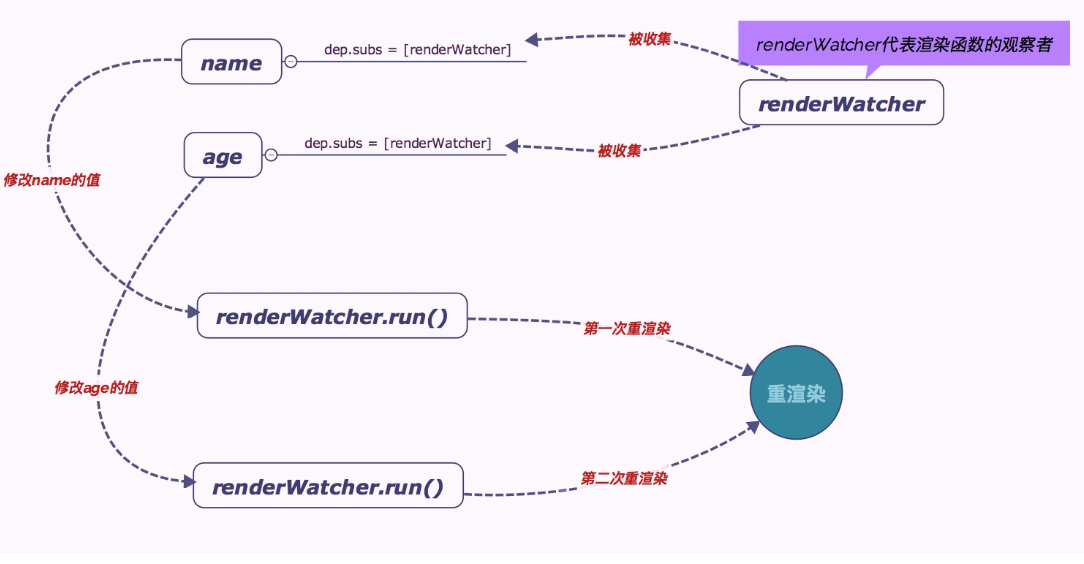 name
dep.subs = [renderWatcher]
被收集
renderWatcher代表渲染函数的观察者
renderWatcher
age
dep.subs = [renderWatcher]
被收集
修改name的值
renderWatcher.run()
第一次重渲染
重渲染
修改age的值
renderWatcher.run()
第二次重渲染